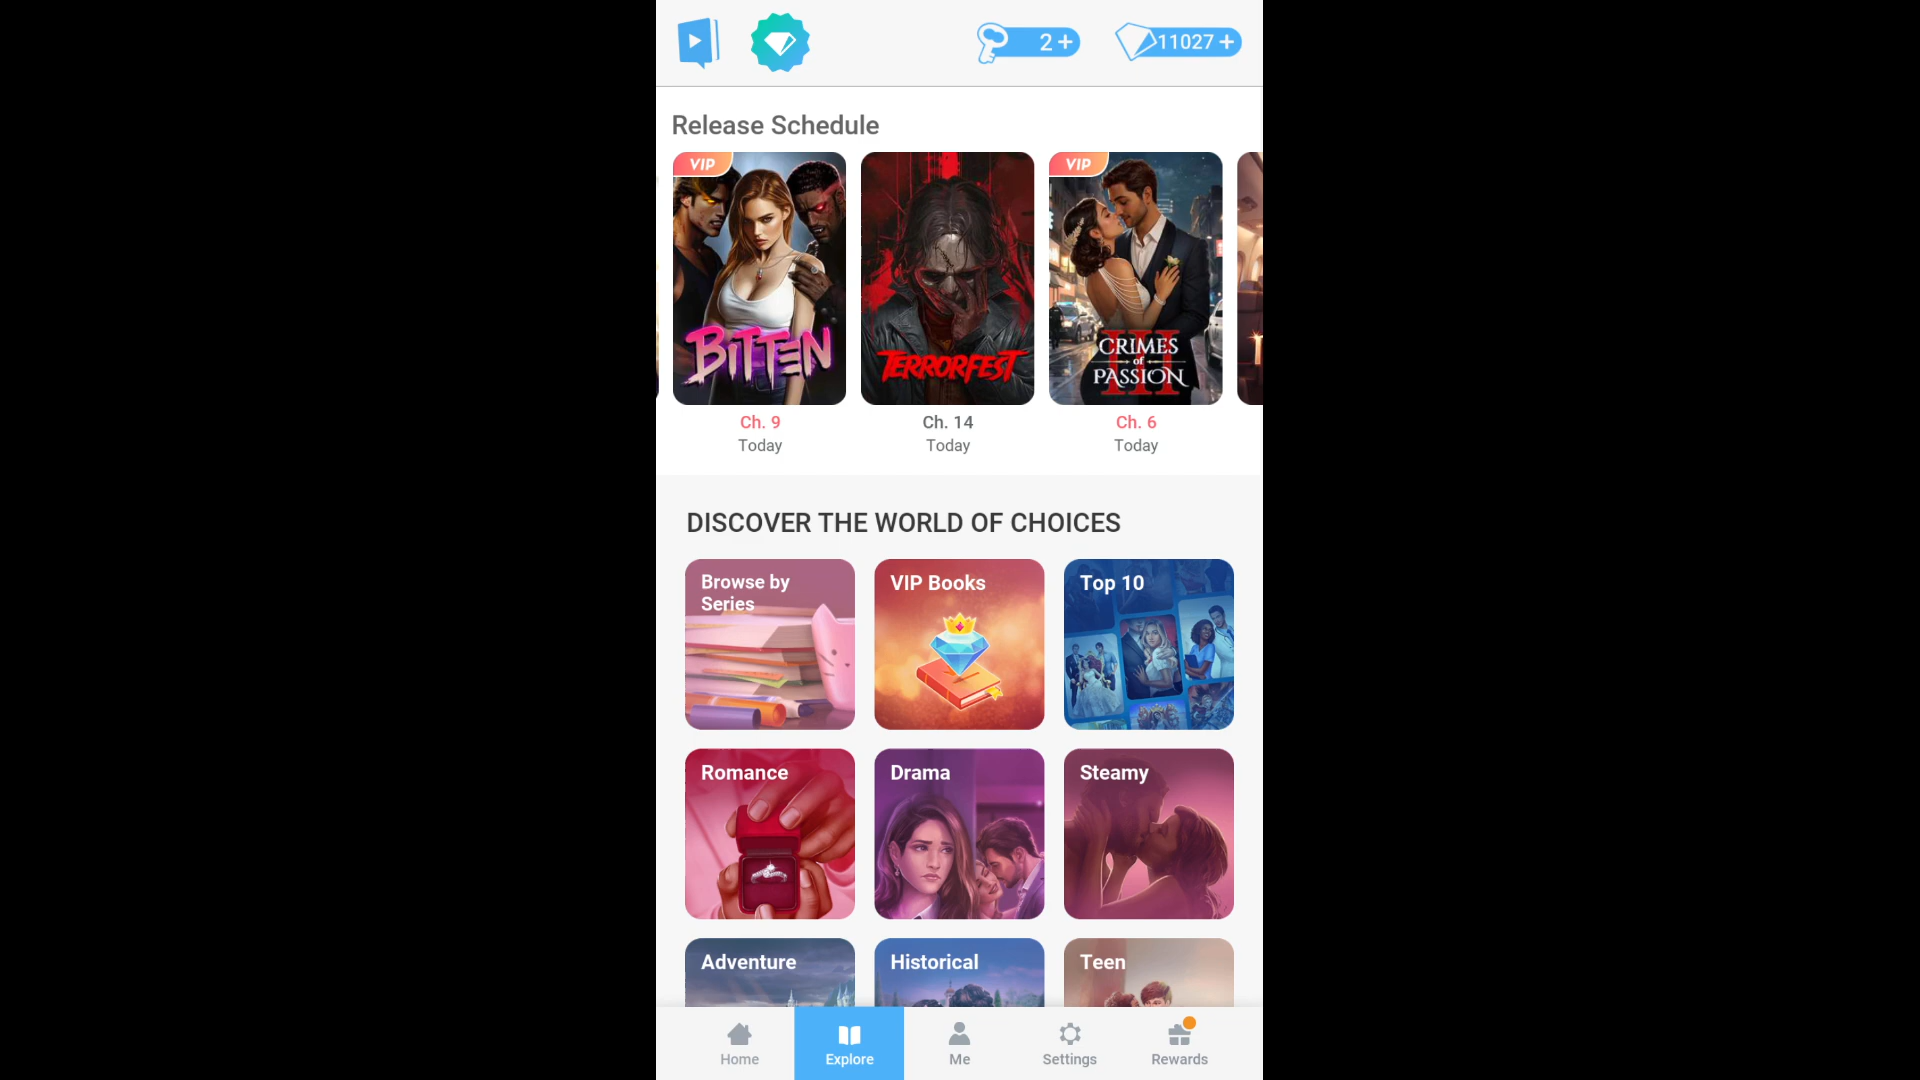 2 +
11027 +
Release Schedule
VIP
VIP
BITTEN
TERRORFEST
III
CRIMES
of
PASSION
Ch. 9
Ch. 14
Ch. 6
Today
Today
Today
DISCOVER THE WORLD OF CHOICES
Browse by
Series
VIP Books
Top 10
Romance
Drama
Steamy
Adventure
Historical
Teen
Home
Explore
Me
Settings
Rewards